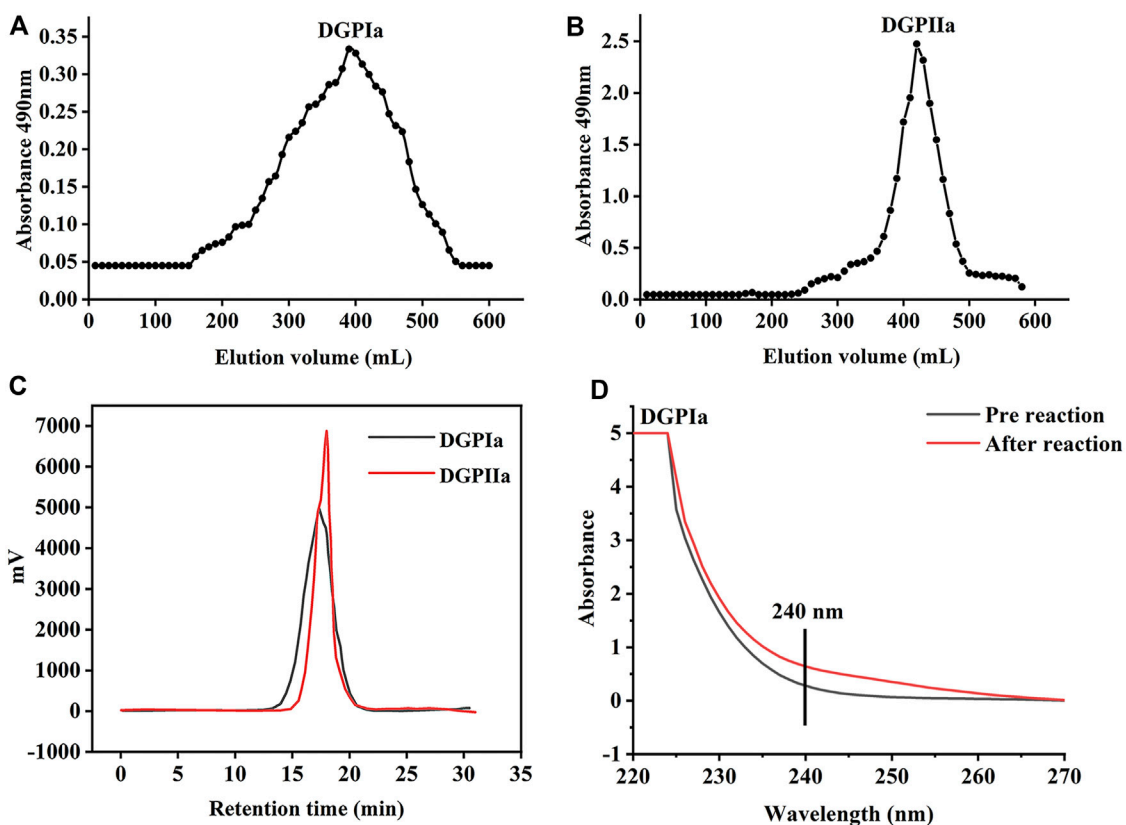 A
DGPIa
0.35
0.30
0.25
0.20
0.15
0.10
0.05
0.00
0 100 200 300 400 500 600
Absorbance 490nm
Elution volume (mL)
B
DGPIIa
2.5
2.0
1.5
1.0
0.5
0.0
0 100 200 300 400 500 600
Absorbance 490nm
Elution volume (mL)
C
7000
6000
5000
4000
3000
2000
1000
0
-1000
0 5 10 15 20 25 30 35
mV
Retention time (min)
DGPIa
DGPIIa
D
DGPIa
Pre reaction
After reaction
5
4
3
2
1
0
-1
240 nm
220 230 240 250 260 270
Absorbance
Wavelength (nm)